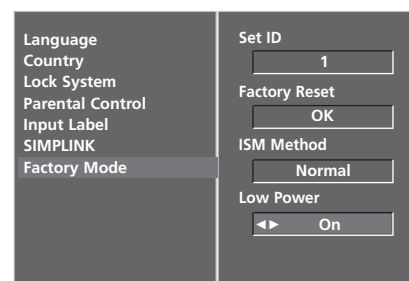 Language
Country
Lock System
Parental Control
Input Label
SIMPLINK
Factory Mode
Set ID
1
Factory Reset
OK
ISM Method
Normal
Low Power
◄► On